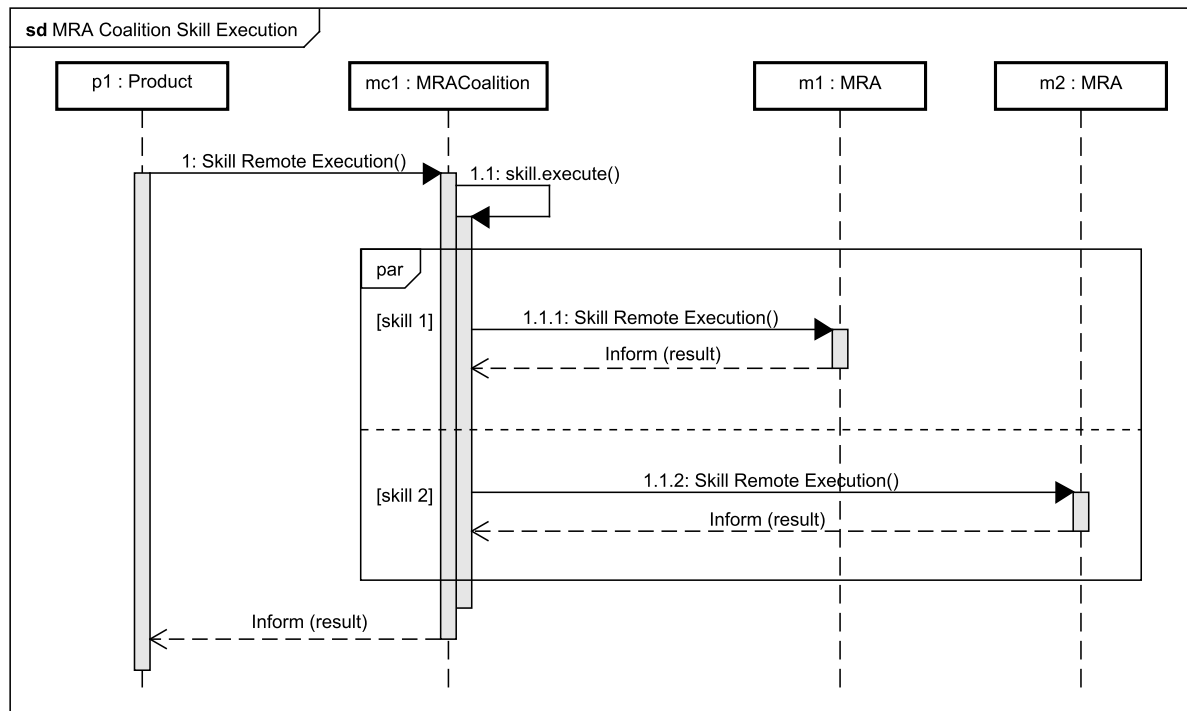 sd MRA Coalition Skill Execution
p1 : Product
mc1 : MRACoalition
m1 : MRA
m2 : MRA
1: Skill Remote Execution()
1.1: skill.execute()
par
[skill 1]
1.1.1: Skill Remote Execution()
Inform (result)
[skill 2]
1.1.2: Skill Remote Execution()
Inform (result)
Inform (result)